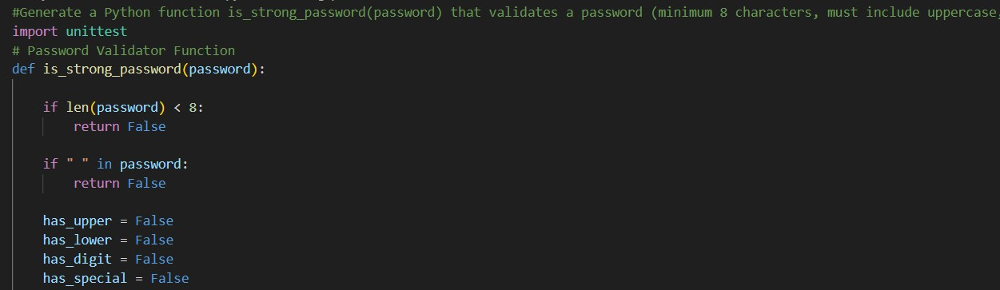 #Generate a Python function is_strong_password(password) that validates a password (minimum 8 characters, must include uppercase,
import unittest
# Password Validator Function
def is_strong_password(password):
    if len(password) < 8:
        return False
    if " " in password:
        return False
    has_upper = False
    has_lower = False
    has_digit = False
    has_special = False